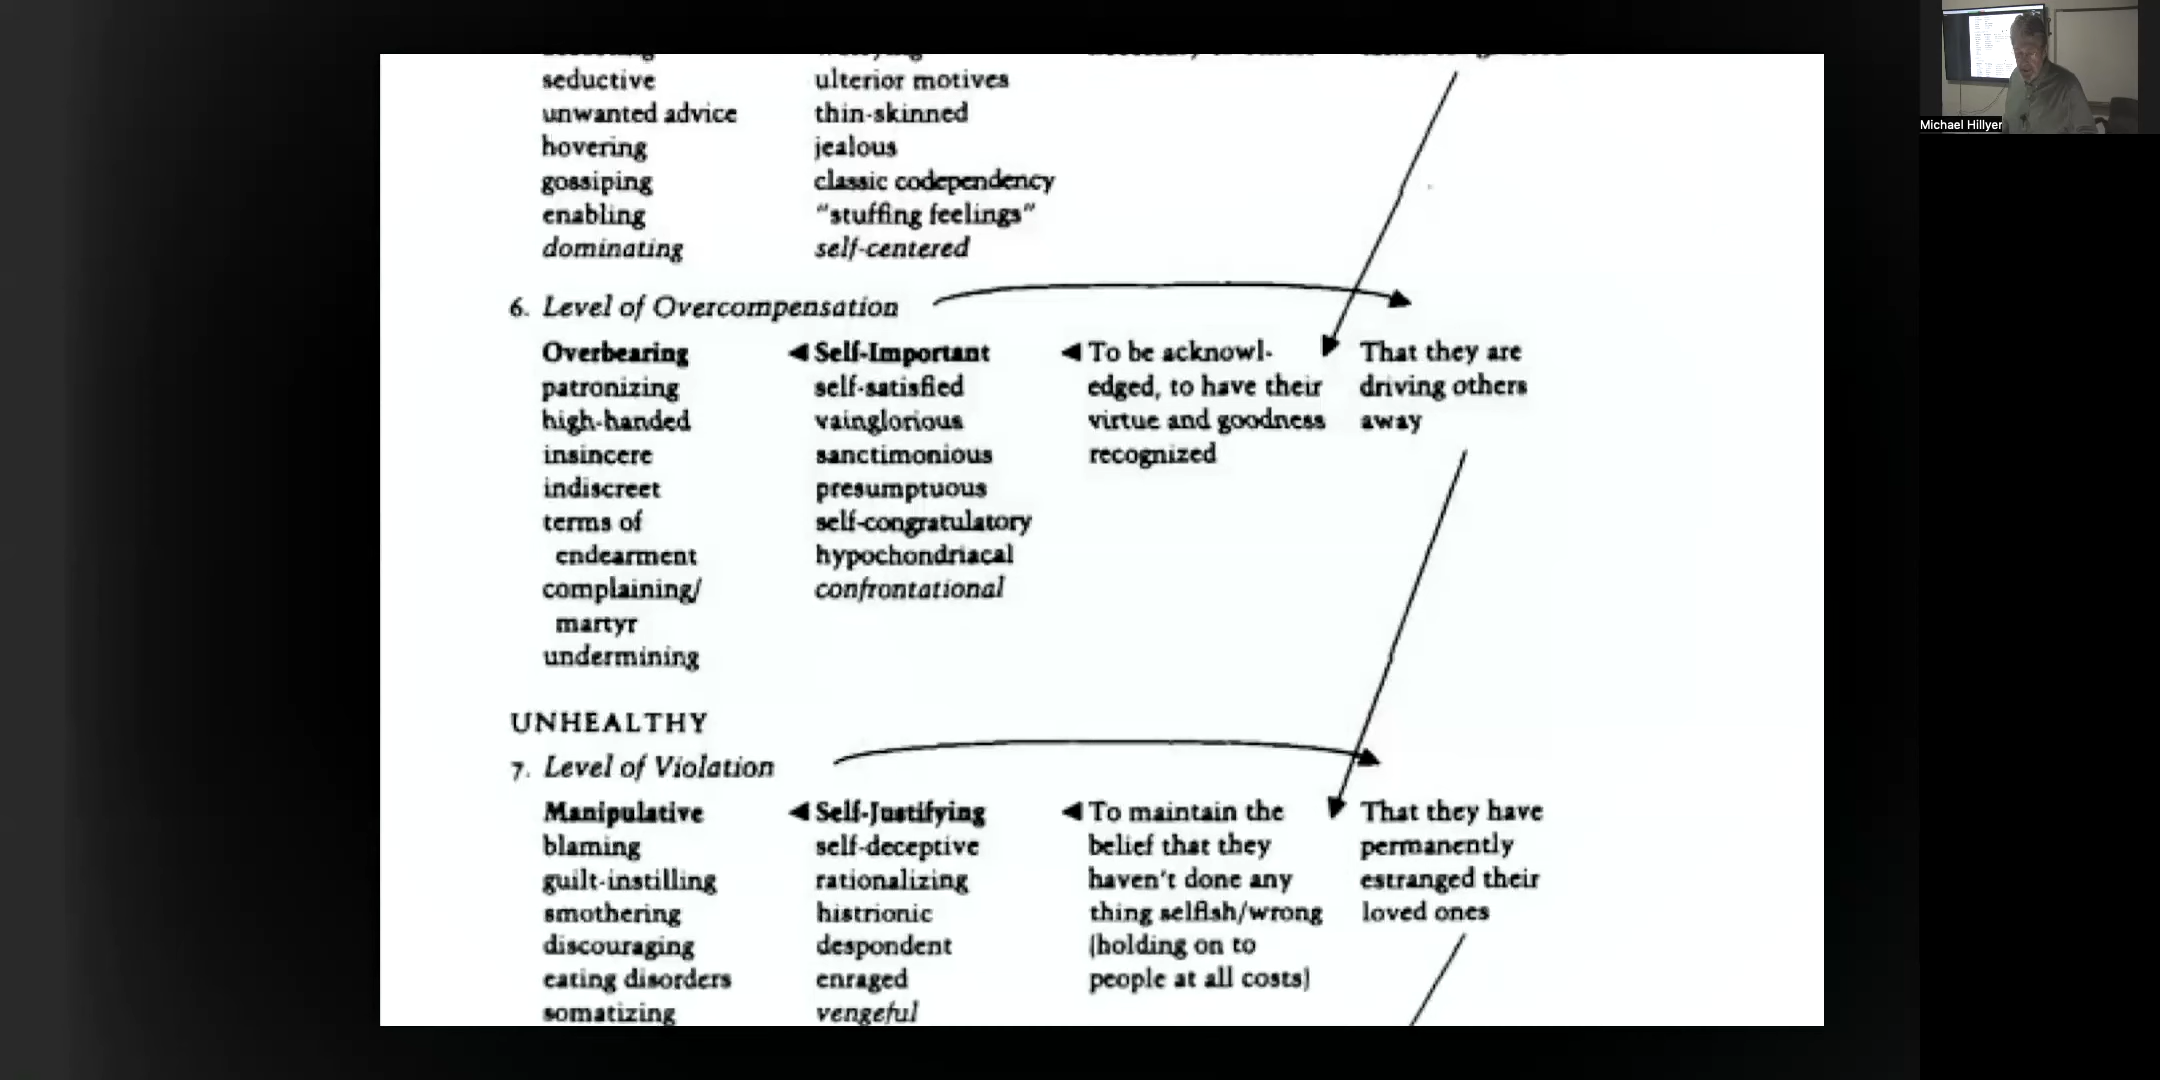 seductive ulterior motives
unwanted advice thin-skinned
hovering jealous
gossiping classic codependency
enabling "stuffing feelings"
dominating self-centered
6. Level of Overcompensation
Overbearing ◄ Self-Important ◄ To be acknowl- That they are
patronizing self-satisfied edged, to have their driving others
high-handed vainglorious virtue and goodness away
insincere sanctimonious recognized
indiscreet presumptuous
terms of self-congratulatory
endearment hypochondriacal
complaining/ confrontational
martyr
undermining
UNHEALTHY
7. Level of Violation
Manipulative ◄ Self-Justifying ◄ To maintain the That they have
blaming self-deceptive belief that they permanently
guilt-instilling rationalizing haven't done any estranged their
smothering histrionic thing selfish/wrong loved ones
discouraging despondent (holding on to
eating disorders enraged people at all costs)
somatizing vengeful
Michael Hillyer